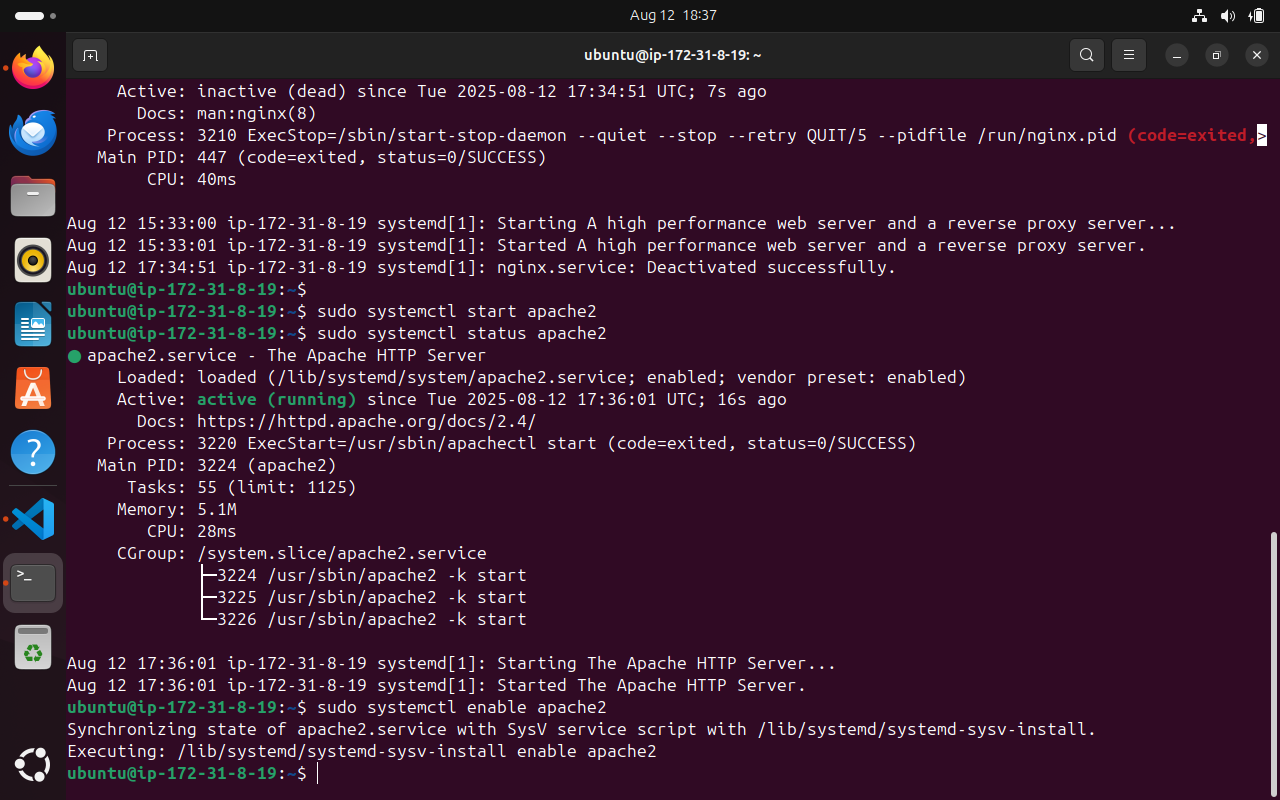 Aug 12 18:37
ubuntu@ip-172-31-8-19: ~
Active: inactive (dead) since Tue 2025-08-12 17:34:51 UTC; 7s ago
Docs: man:nginx(8)
Process: 3210 ExecStop=/sbin/start-stop-daemon --quiet --stop --retry QUIT/5 --pidfile /run/nginx.pid (code=exited,>
Main PID: 447 (code=exited, status=0/SUCCESS)
CPU: 40ms
Aug 12 15:33:00 ip-172-31-8-19 systemd[1]: Starting A high performance web server and a reverse proxy server...
Aug 12 15:33:01 ip-172-31-8-19 systemd[1]: Started A high performance web server and a reverse proxy server.
Aug 12 17:34:51 ip-172-31-8-19 systemd[1]: nginx.service: Deactivated successfully.
ubuntu@ip-172-31-8-19:~$
ubuntu@ip-172-31-8-19:~$ sudo systemctl start apache2
ubuntu@ip-172-31-8-19:~$ sudo systemctl status apache2
● apache2.service - The Apache HTTP Server
Loaded: loaded (/lib/systemd/system/apache2.service; enabled; vendor preset: enabled)
Active: active (running) since Tue 2025-08-12 17:36:01 UTC; 16s ago
Docs: https://httpd.apache.org/docs/2.4/
Process: 3220 ExecStart=/usr/sbin/apachectl start (code=exited, status=0/SUCCESS)
Main PID: 3224 (apache2)
Tasks: 55 (limit: 1125)
Memory: 5.1M
CPU: 28ms
CGroup: /system.slice/apache2.service
├─3224 /usr/sbin/apache2 -k start
├─3225 /usr/sbin/apache2 -k start
└─3226 /usr/sbin/apache2 -k start
Aug 12 17:36:01 ip-172-31-8-19 systemd[1]: Starting The Apache HTTP Server...
Aug 12 17:36:01 ip-172-31-8-19 systemd[1]: Started The Apache HTTP Server.
ubuntu@ip-172-31-8-19:~$ sudo systemctl enable apache2
Synchronizing state of apache2.service with SysV service script with /lib/systemd/systemd-sysv-install.
Executing: /lib/systemd/systemd-sysv-install enable apache2
ubuntu@ip-172-31-8-19:~$